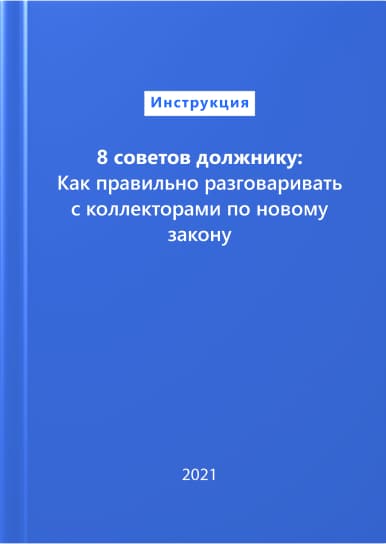 Инструкция
8 советов должнику:
Как правильно разговаривать
с коллекторами по новому
закону
2021